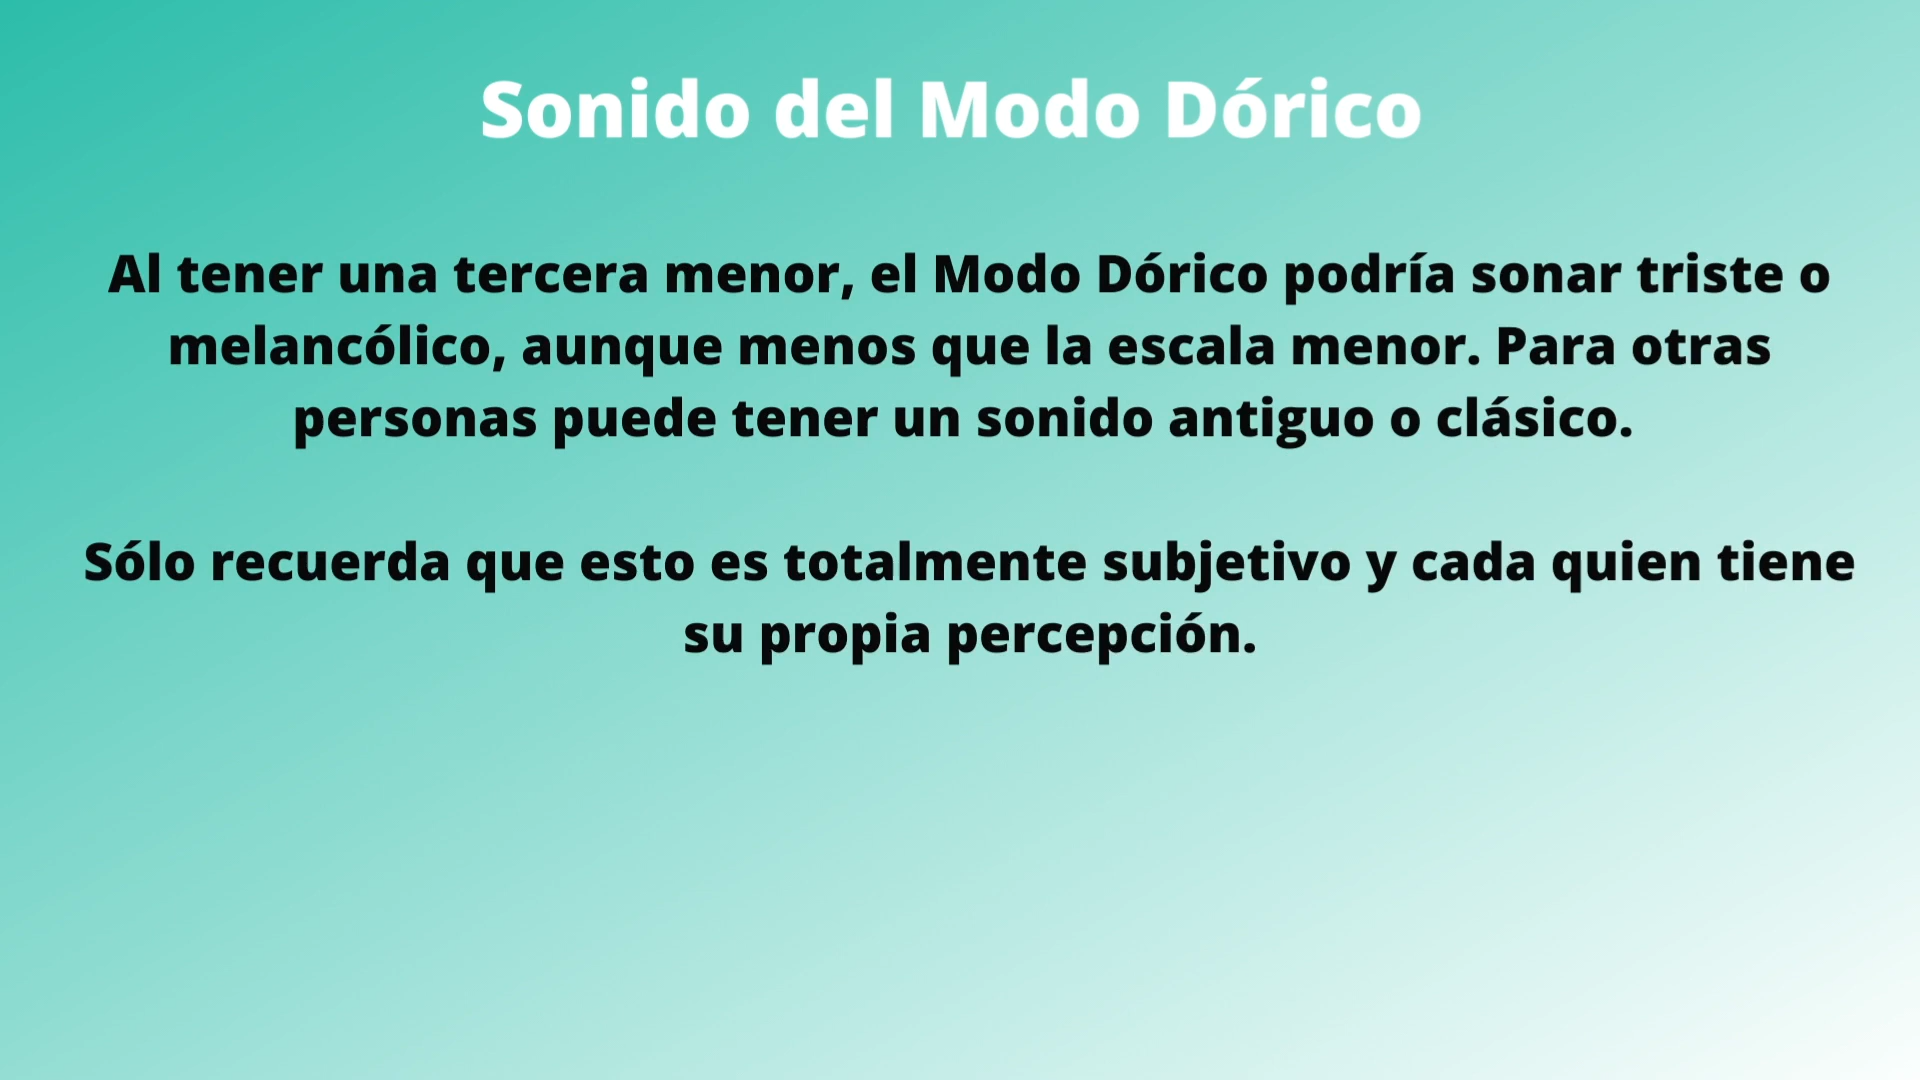 Sonido del Modo Dórico
Al tener una tercera menor, el Modo Dórico podría sonar triste o
melancólico, aunque menos que la escala menor. Para otras
personas puede tener un sonido antiguo o clásico.
Sólo recuerda que esto es totalmente subjetivo y cada quien tiene
su propia percepción.